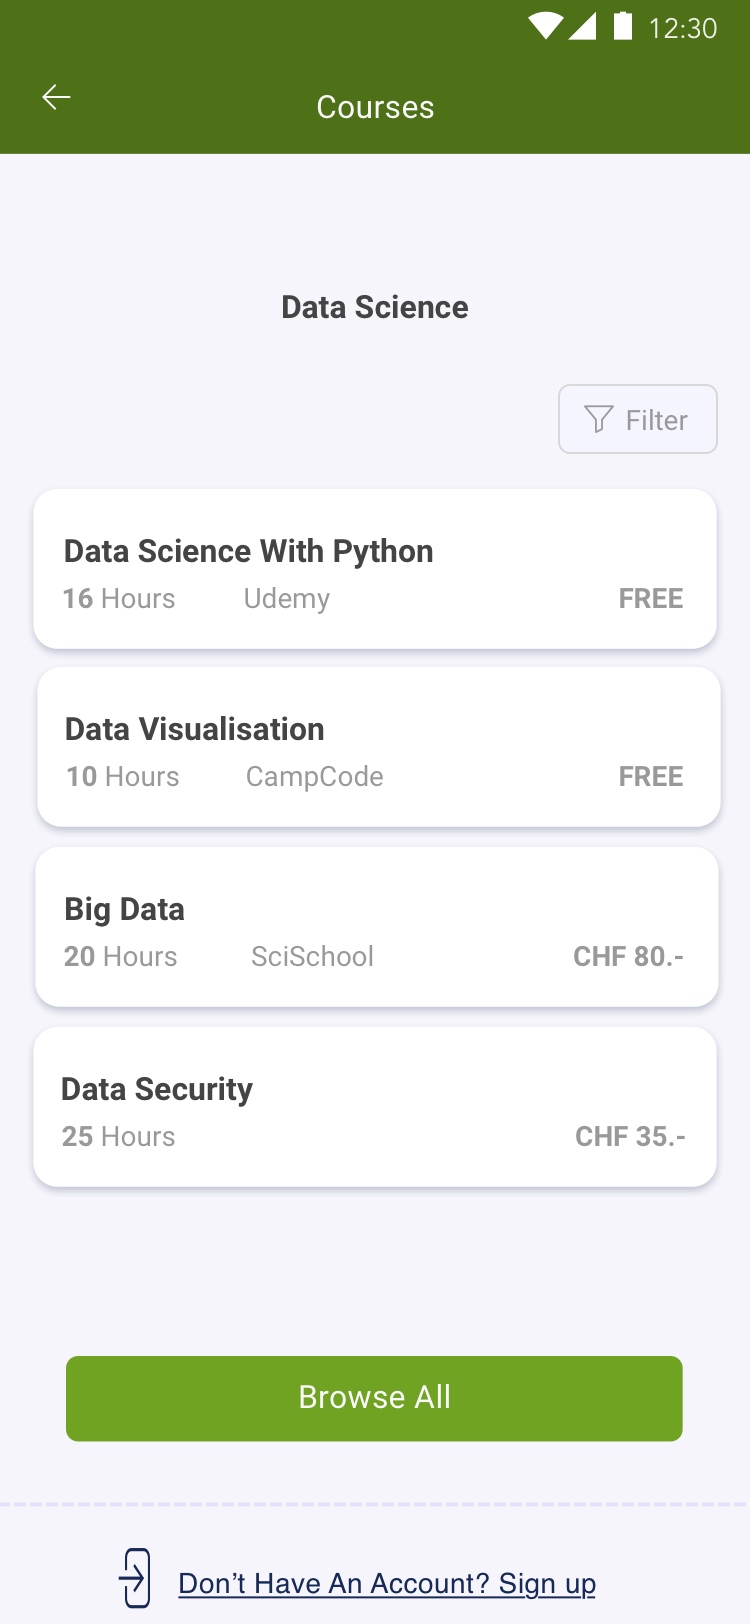 12:30
Courses
Data Science
Filter
Data Science With Python
16 Hours Udemy FREE
Data Visualisation
10 Hours CampCode FREE
Big Data
20 Hours SciSchool CHF 80.-
Data Security
25 Hours CHF 35.-
Browse All
Don’t Have An Account? Sign up